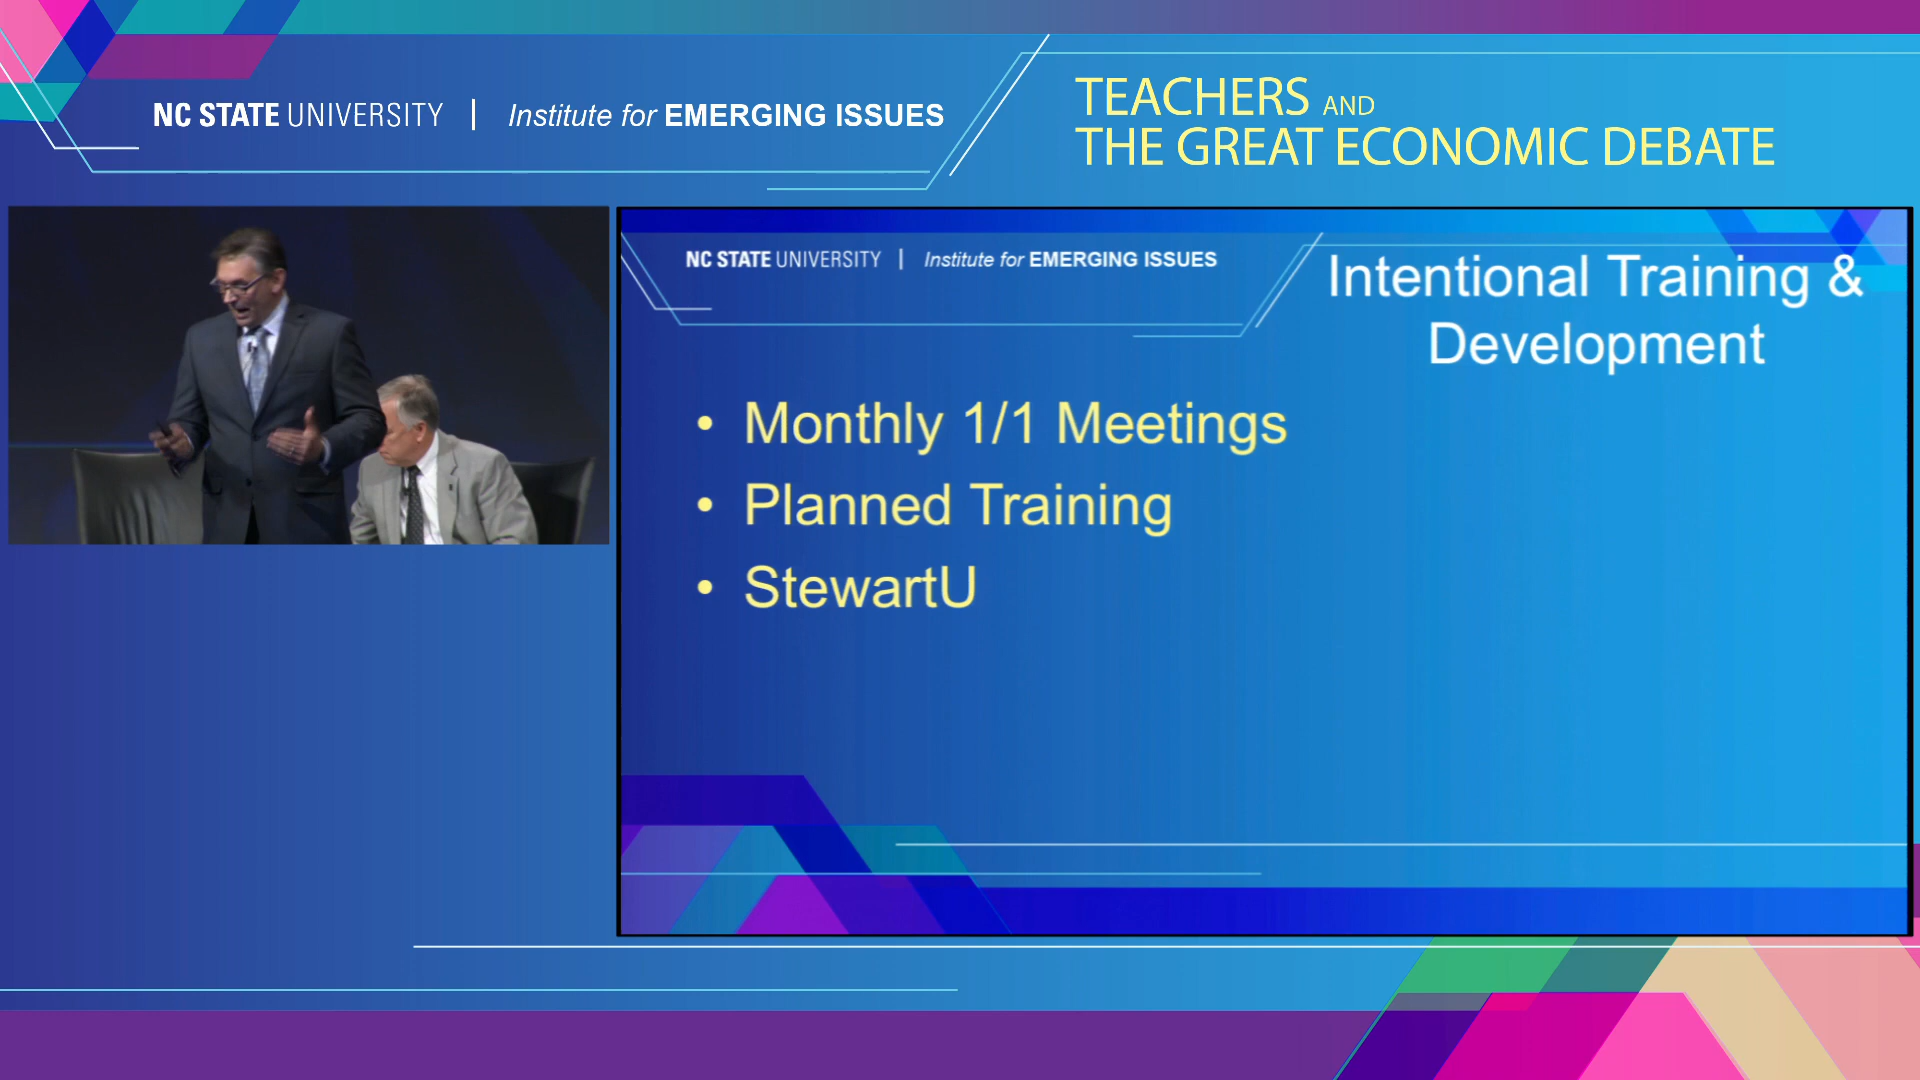 NC STATE UNIVERSITY | Institute for EMERGING ISSUES
TEACHERS AND
THE GREAT ECONOMIC DEBATE
NC STATE UNIVERSITY | Institute for EMERGING ISSUES
Intentional Training &
Development
• Monthly 1/1 Meetings
• Planned Training
• StewartU